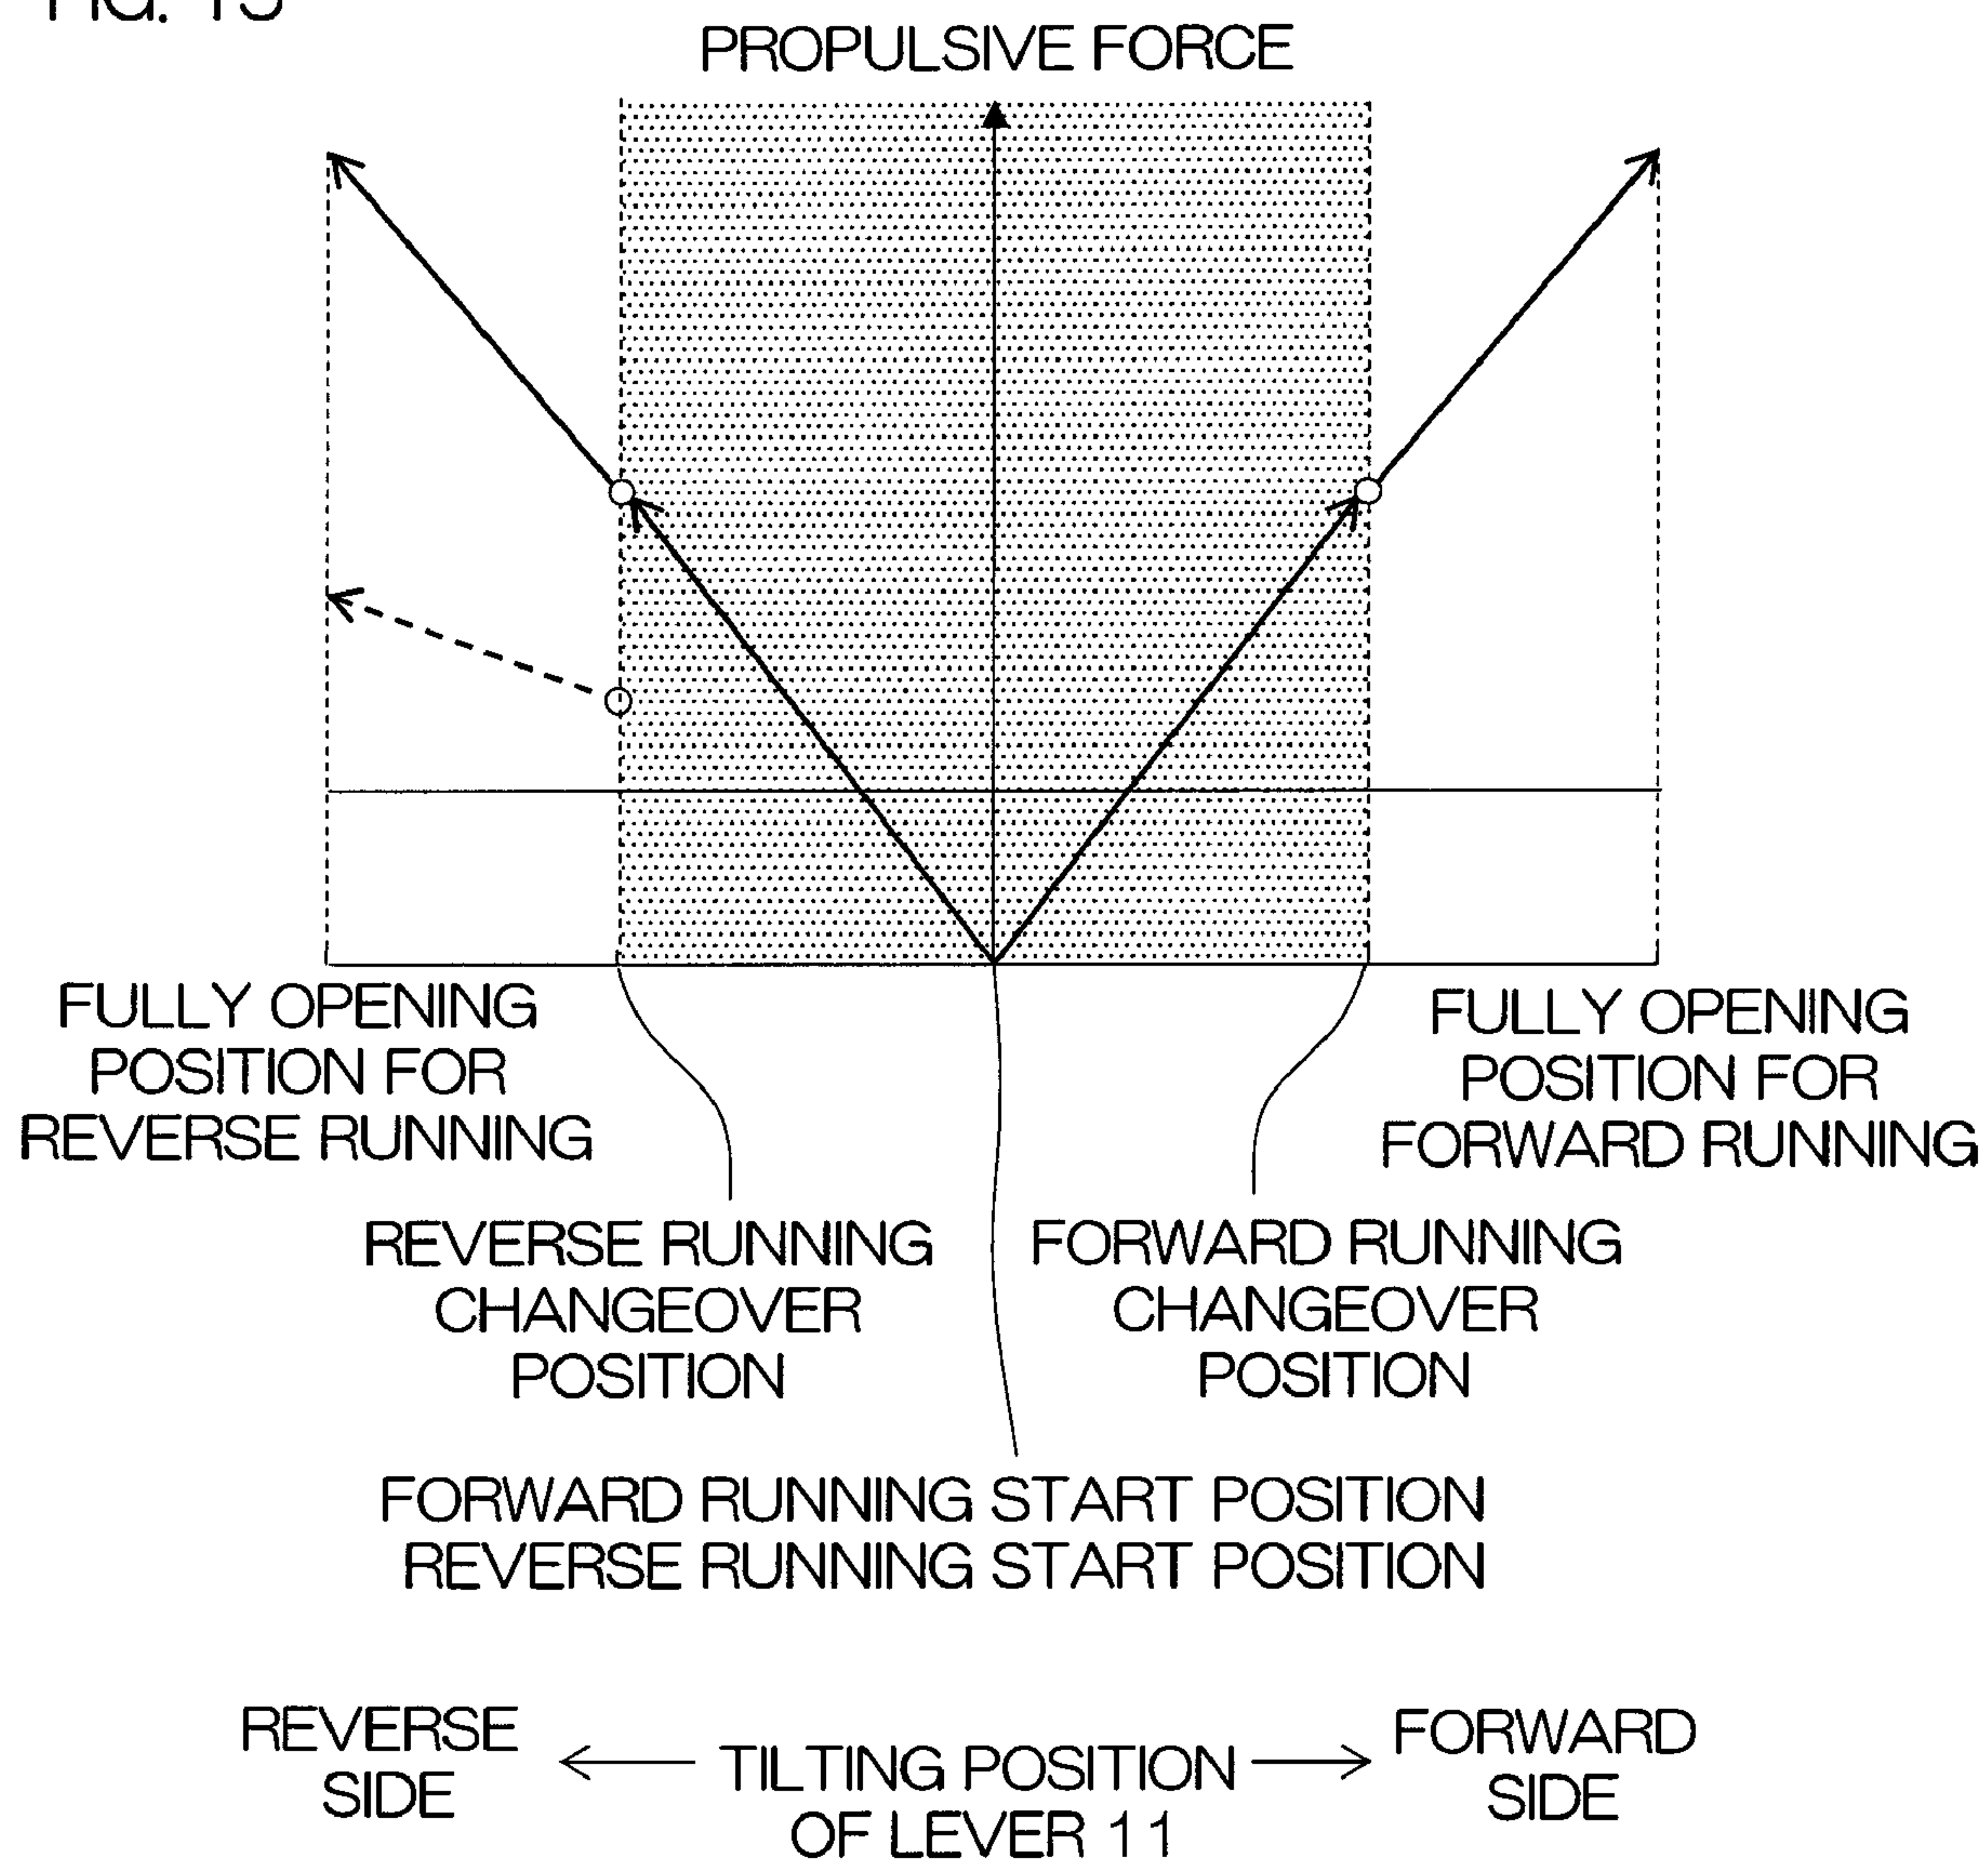 PROPULSIVE FORCE
FULLY OPENING
POSITION FOR
REVERSE RUNNING
FULLY OPENING
POSITION FOR
FORWARD RUNNING
REVERSE RUNNING
CHANGEOVER
POSITION
FORWARD RUNNING
CHANGEOVER
POSITION
FORWARD RUNNING START POSITION
REVERSE RUNNING START POSITION
REVERSE
SIDE
TILTING POSITION
OF LEVER 11
FORWARD
SIDE